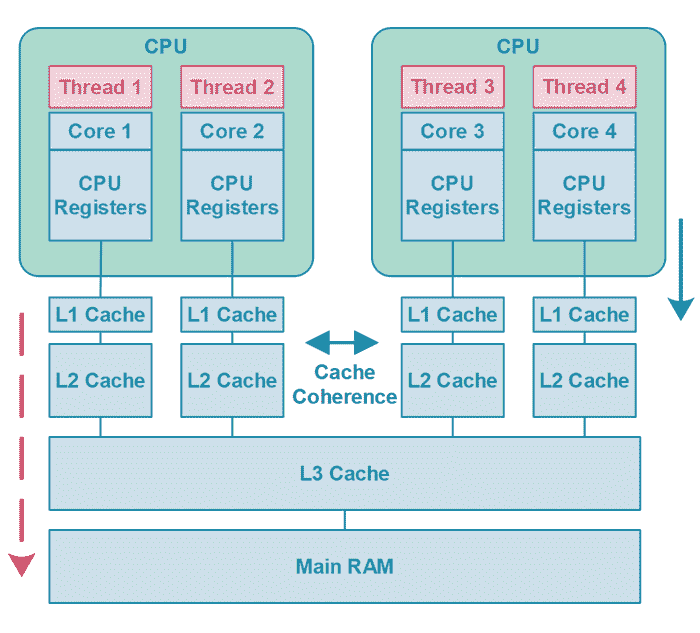 CPU
CPU
Thread 1
Thread 2
Thread 3
Thread 4
Core 1
Core 2
Core 3
Core 4
CPU
Registers
CPU
Registers
CPU
Registers
CPU
Registers
L1 Cache
L1 Cache
L1 Cache
L1 Cache
L2 Cache
L2 Cache
Cache
Coherence
L2 Cache
L2 Cache
L3 Cache
Main RAM